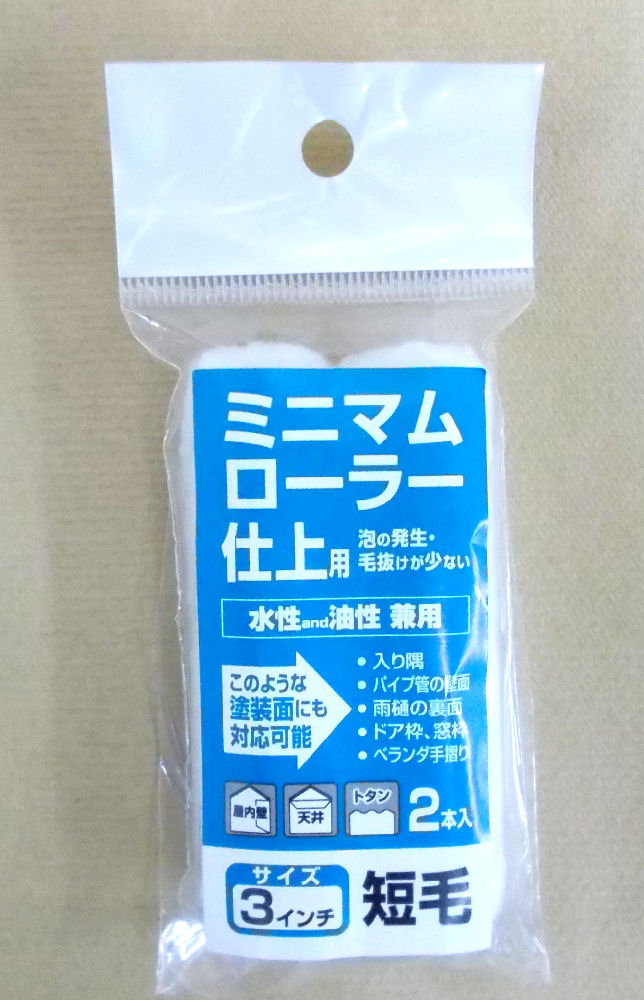 ミニマム
ローラー
仕上用
泡の発生・
毛抜けが少ない
水性and油性 兼用
このような
塗装面にも
対応可能
・入り隅
・パイプ管の壁面
・雨樋の裏面
・ドア枠、窓枠
・ベランダ手摺り
屋内壁
天井
トタン
2本入
サイズ
3インチ
短毛